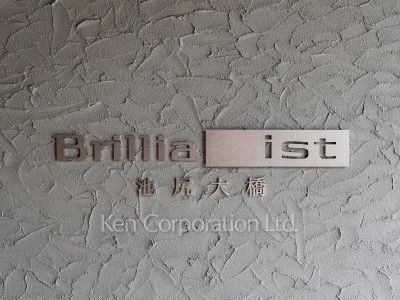 Brillia ist
池尻大橋
Ken Corporation Ltd.